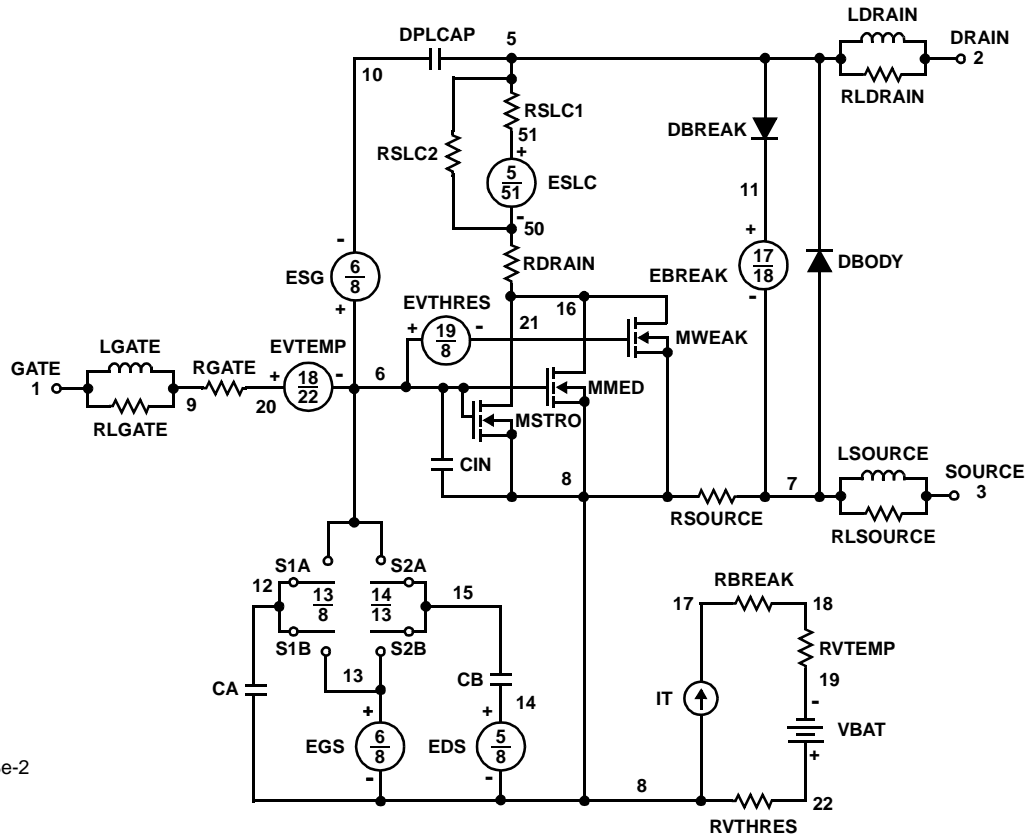 LDRAIN
DPLCAP
5
DRAIN
2
10
RLDRAIN
RSLC1
DBREAK
51
+
RSLC2
5
51
ESLC
11
-
50
+
-
RDRAIN
17
18
DBODY
ESG
6
8
EBREAK
+
EVTHRES
16
-
+
19
8
-
21
MWEAK
LGATE
EVTEMP
GATE
1
RGATE
+
18
22
-
6
MMED
9
20
MSTRO
RLGATE
LSOURCE
CIN
8
7
SOURCE
3
RSOURCE
RLSOURCE
S1A
S2A
12
13
8
14
13
15
RBREAK
17
18
S1B
S2B
RVTEMP
13
CB
19
CA
14
IT
-
+
+
VBAT
EGS
6
8
EDS
5
8
+
-
-
e-2
8
22
RVTHRES